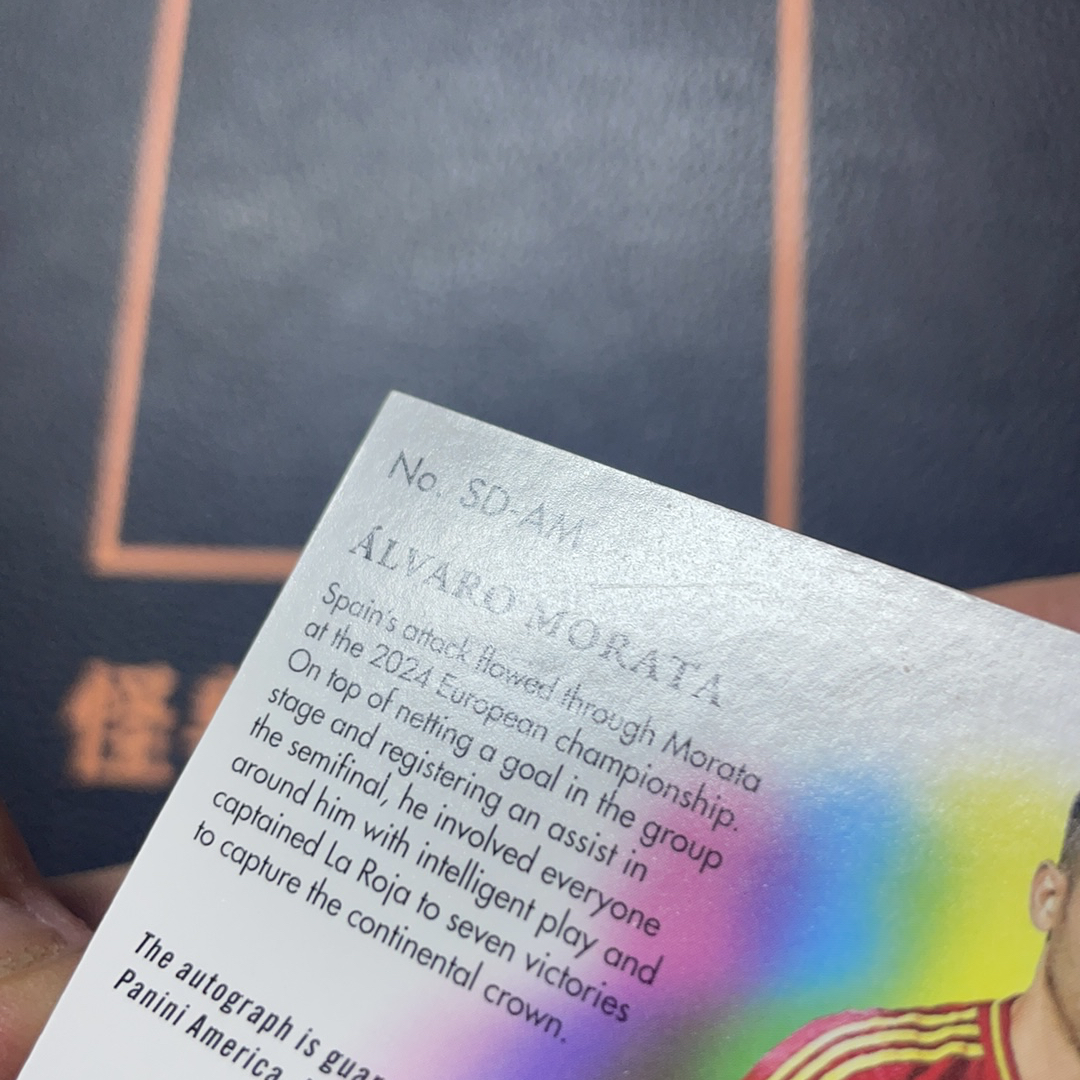 No. SD-AM
ÁLVARO MORATA
Spain's attack flowed through Morata
at the 2024 European championship.
On top of netting a goal in the group
stage and registering an assist in
the semifinal, he involved everyone
around him with intelligent play and
captained La Roja to seven victories
to capture the continental crown.
The autograph is guar
Panini America,
怪